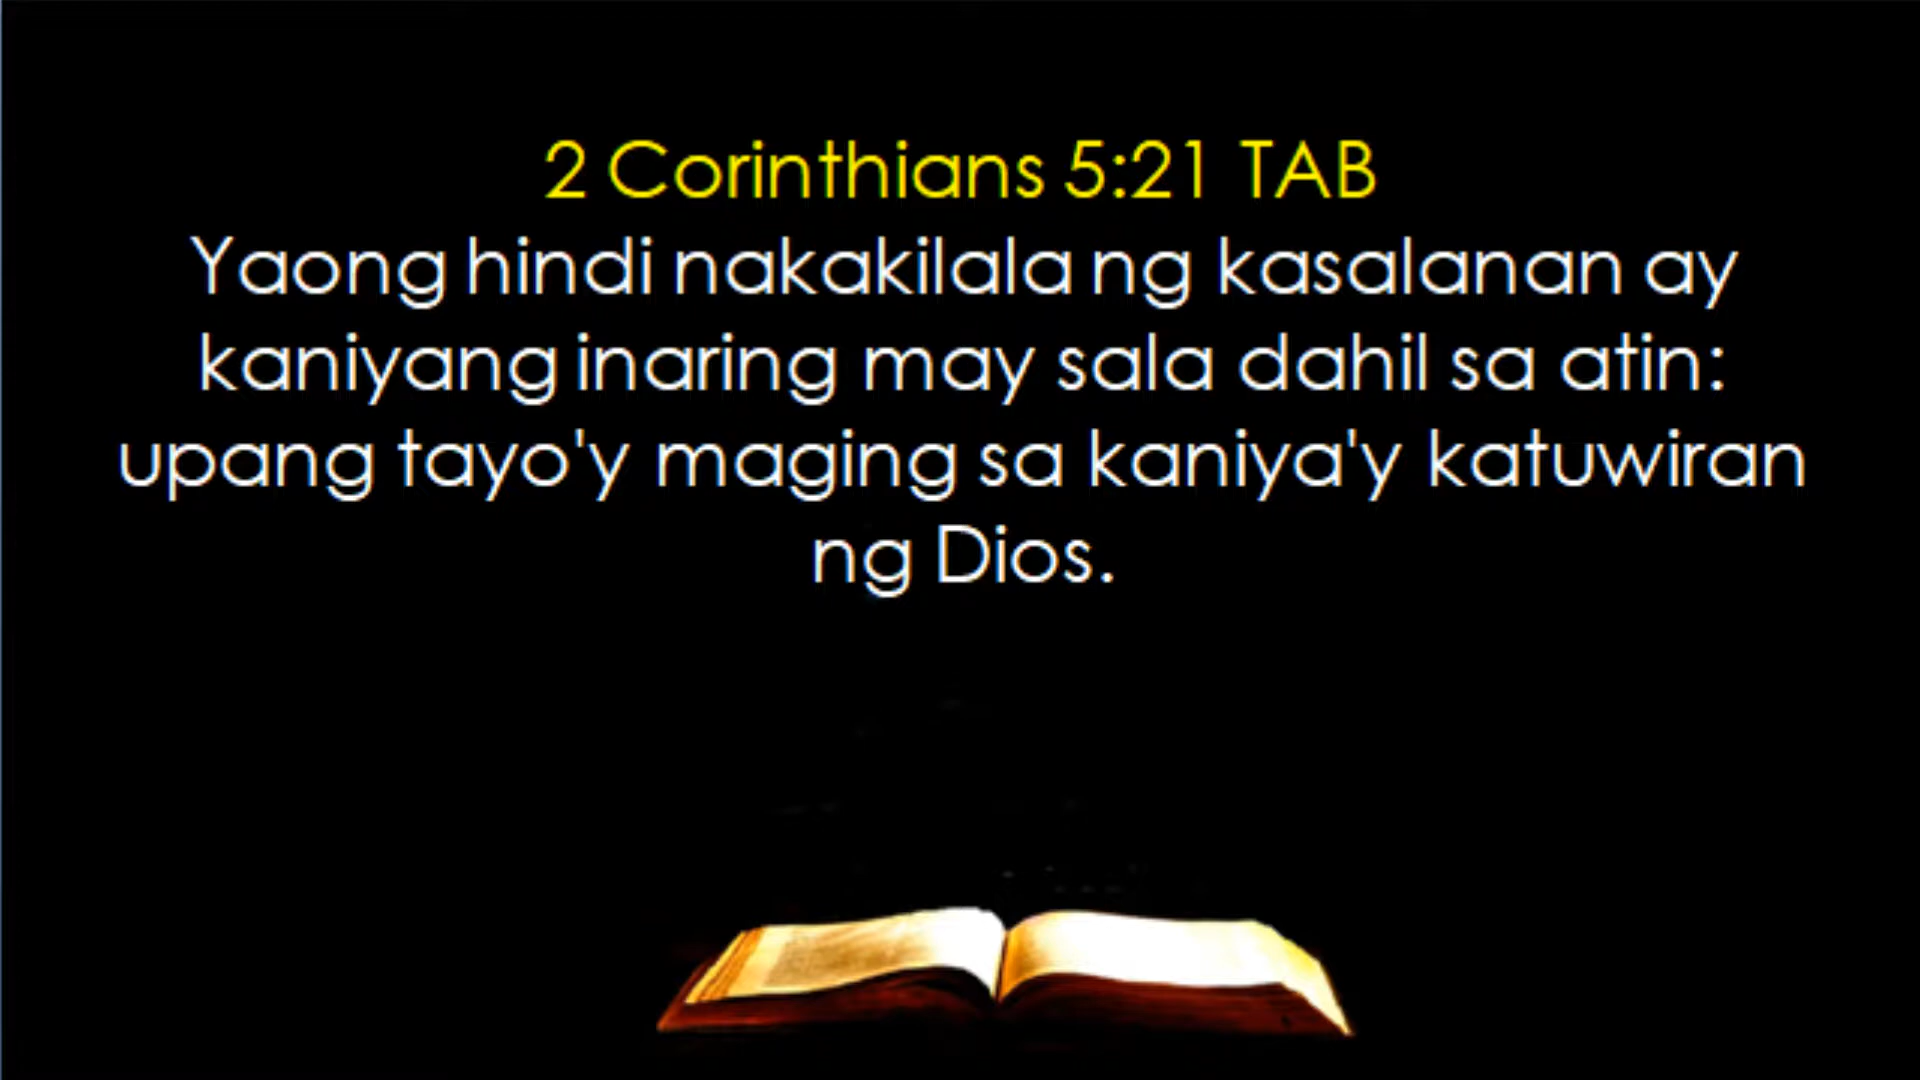 2 Corinthians 5:21 TAB
Yaong hindi nakakilala ng kasalanan ay
kaniyang inaring may sala dahil sa atin:
upang tayo'y maging sa kaniya'y katuwiran
ng Dios.